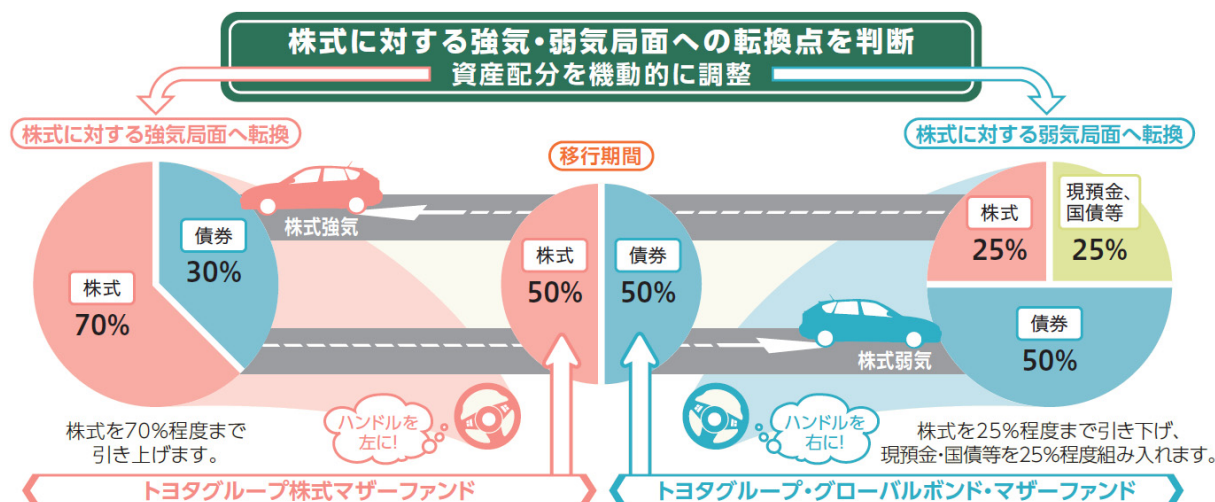 株式に対する強気・弱気局面への転換点を判断
資産配分を機動的に調整
株式に対する強気局面へ転換
移行期間
株式に対する弱気局面へ転換
株式強気
債券
30%
株式
70%
株式
50%
債券
50%
株式
25%
現預金、
国債等
25%
債券
50%
株式弱気
株式を70%程度まで
引き上げます。
ハンドルを
左に!
ハンドルを
右に!
株式を25%程度まで引き下げ、
現預金・国債等を25%程度組み入れます。
トヨタグループ株式マザーファンド
トヨタグループ・グローバルボンド・マザーファンド